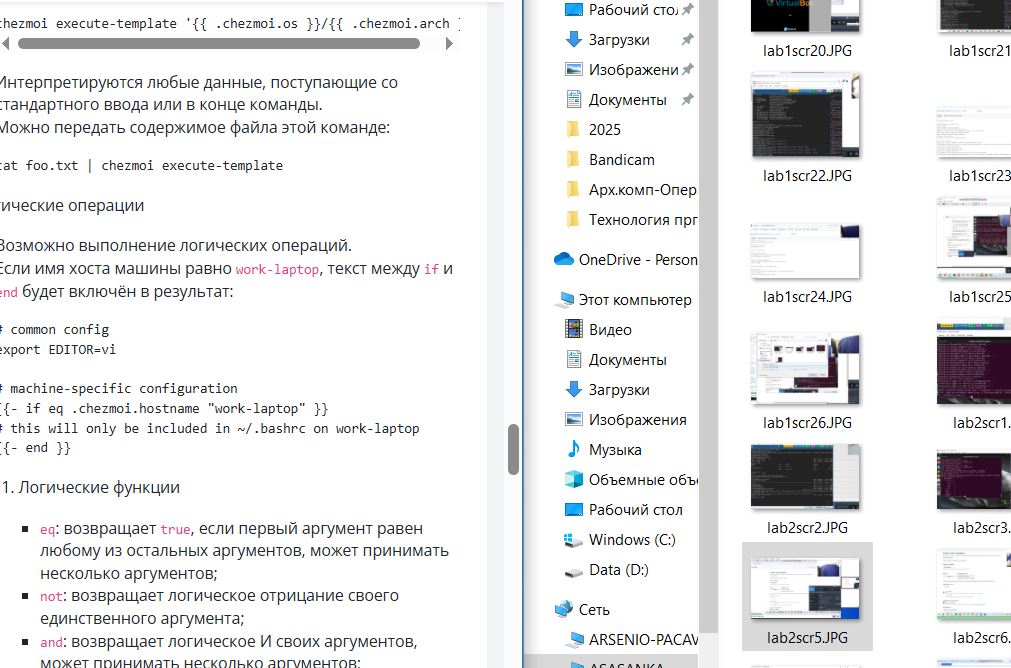 chezmoi execute-template '{{ .chezmoi.os }}/{{ .chezmoi.arch }
Интерпретируются любые данные, поступающие со
стандартного ввода или в конце команды.
Можно передать содержимое файла этой команде:
cat foo.txt | chezmoi execute-template
гические операции
Возможно выполнение логических операций.
Если имя хоста машины равно work-laptop, текст между if и
end будет включён в результат:
# common config
export EDITOR=vi
# machine-specific configuration
{{- if eq .chezmoi.hostname "work-laptop" }}
# this will only be included in ~/.bashrc on work-laptop
{{- end }}
1. Логические функции
eq: возвращает true, если первый аргумент равен
любому из остальных аргументов, может принимать
несколько аргументов;
not: возвращает логическое отрицание своего
единственного аргумента;
and: возвращает логическое И своих аргументов,
может принимать несколько аргументов;
Рабочий стол
Загрузки
Изображени
Документы
2025
Bandicam
Арх.комп-Опер
Технология прг
OneDrive - Person
Этот компьютер
Видео
Документы
Загрузки
Изображения
Музыка
Объемные объ
Рабочий стол
Windows (C:)
Data (D:)
Сеть
ARSENIO-PACAV
ASASANKA
VirtualBo
lab1scr20.JPG
lab1scr21
lab1scr22.JPG
lab1scr23
lab1scr24.JPG
lab1scr25
lab1scr26.JPG
lab2scr1.
lab2scr2.JPG
lab2scr3.
lab2scr5.JPG
lab2scr6.